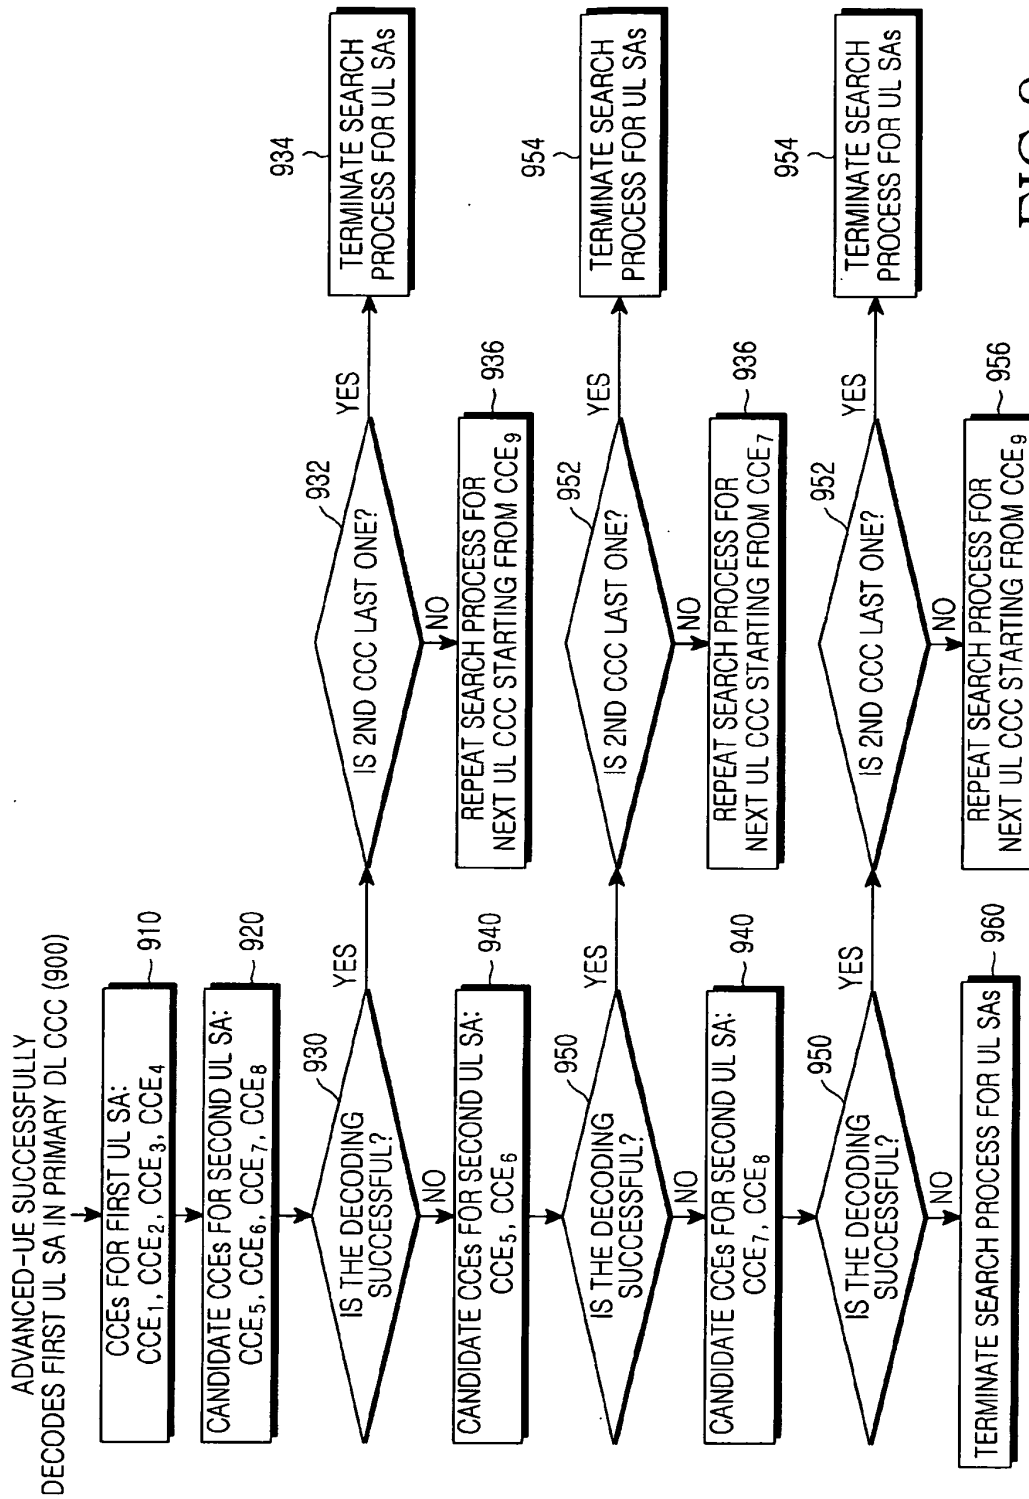 ADVANCED-UE SUCCESSFULLY
DECODES FIRST UL SA IN PRIMARY DL CCC (900)
CCEs FOR FIRST UL SA:
CCE1, CCE2, CCE3, CCE4
910
CANDIDATE CCEs FOR SECOND UL SA:
CCE5, CCE6, CCE7, CCE8
920
IS THE DECODING
SUCCESSFUL?
930
YES
NO
IS 2ND CCC LAST ONE?
932
YES
NO
TERMINATE SEARCH
PROCESS FOR UL SAs
934
REPEAT SEARCH PROCESS FOR
NEXT UL CCC STARTING FROM CCE9
936
CANDIDATE CCEs FOR SECOND UL SA:
CCE5, CCE6
940
IS THE DECODING
SUCCESSFUL?
950
YES
NO
IS 2ND CCC LAST ONE?
952
YES
NO
TERMINATE SEARCH
PROCESS FOR UL SAs
954
REPEAT SEARCH PROCESS FOR
NEXT UL CCC STARTING FROM CCE7
936
CANDIDATE CCEs FOR SECOND UL SA:
CCE7, CCE8
940
IS THE DECODING
SUCCESSFUL?
950
YES
NO
IS 2ND CCC LAST ONE?
952
YES
NO
TERMINATE SEARCH
PROCESS FOR UL SAs
954
REPEAT SEARCH PROCESS FOR
NEXT UL CCC STARTING FROM CCE9
956
TERMINATE SEARCH PROCESS FOR UL SAs
960
FIG.